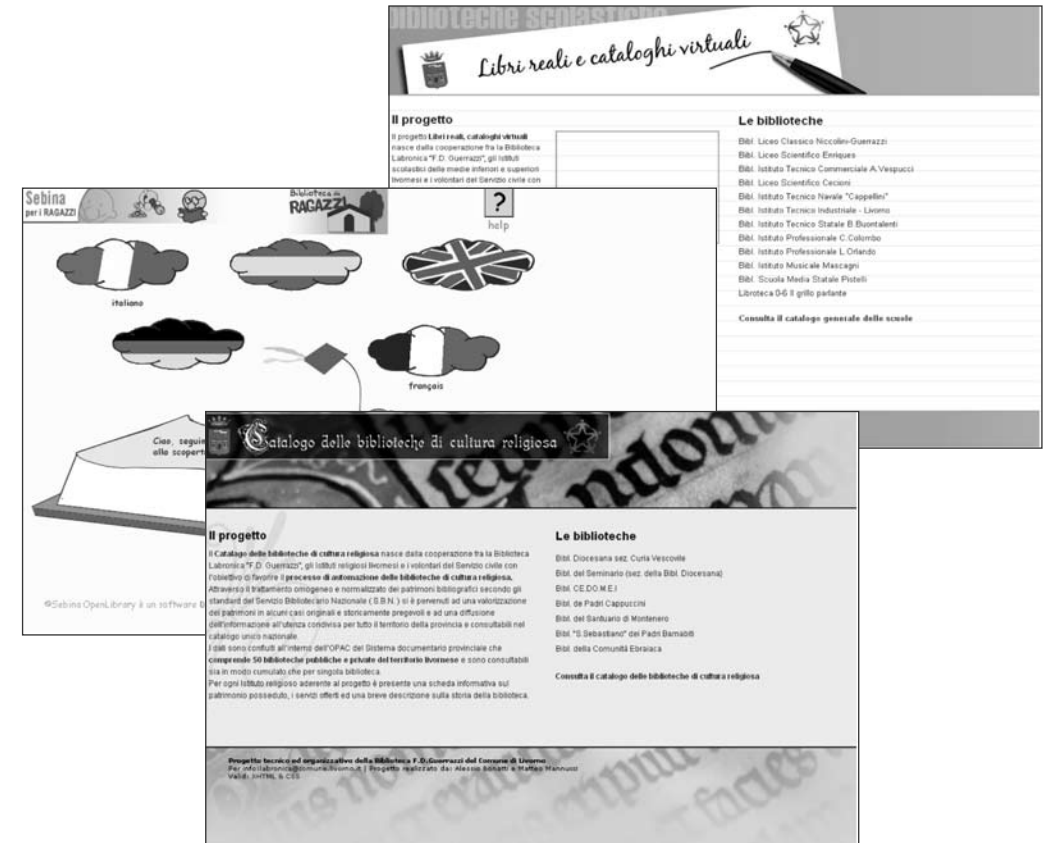 biblioteche scolastiche
Libri reali e cataloghi virtuali
Il progetto
Il progetto Libri reali, cataloghi virtuali
nasce dalla cooperazione fra la Biblioteca
Labronica "F.D. Guerrazzi", gli Istituti
scolastici delle medie inferiori e superiori
livornesi e i volontari del Servizio civile con
Le biblioteche
Bibl. Liceo Classico Niccolini-Guerrazzi
Bibl. Liceo Scientifico Enriques
Bibl. Istituto Tecnico Commerciale A.Vespucci
Bibl. Liceo Scientifico Cecioni
Bibl. Istituto Tecnico Navale "Cappellini"
Bibl. Istituto Tecnico Industriale - Livorno
Bibl. Istituto Tecnico Statale B.Buontalenti
Bibl. Istituto Professionale C.Colombo
Bibl. Istituto Professionale L.Orlando
Bibl. Istituto Musicale Mascagni
Bibl. Scuola Media Statale Pistelli
Libroteca 0-6 Il grillo parlante
Consulta il catalogo generale delle scuole
Sebina
per i RAGAZZI
Biblioteca dei
RAGAZZI
?
help
italiano
français
Ciao, seguim
alla scoperta
©Sebina OpenLibrary è un software D
Catalogo delle biblioteche di cultura religiosa
Il progetto
Il Catalago delle biblioteche di cultura religiosa nasce dalla cooperazione fra la Biblioteca
Labronica "F.D. Guerrazzi", gli istituti religiosi livornesi e i volontari del Servizio civile con
l'obiettivo di favorire il processo di automazione delle biblioteche di cultura religiosa.
Attraverso il trattamento omogeneo e normalizzato dei patrimoni bibliografici secondo gli
standard del Servizio Bibliotecario Nazionale ( S.B.N. ) si è pervenuti ad una valorizzazione
dei patrimoni in alcuni casi originali e storicamente pregevoli e ad una diffusione
dell'informazione all'utenza condivisa per tutto il territorio della provincia e consultabili nel
catalogo unico nazionale.
I dati sono confluiti all'interno dell'OPAC del Sistema documentario provinciale che
comprende 50 biblioteche pubbliche e private del territorio livornese e sono consultabili
sia in modo cumulato che per singola biblioteca.
Per ogni Istituto religioso aderente al progetto è presente una scheda informativa sul
patrimonio posseduto, i servizi offerti ed una breve descrizione sulla storia della biblioteca.
Le biblioteche
Bibl. Diocesana sez. Curia Vescovile
Bibl. del Seminario (sez. della Bibl. Diocesana)
Bibl. CE.DO.M.E.I
Bibl. de Padri Cappuccini
Bibl. del Santuario di Montenero
Bibl. "S.Sebastiano" dei Padri Barnabiti
Bibl. della Comunità Ebraiaca
Consulta il catalogo delle biblioteche di cultura religiosa
Progetto tecnico ed organizzativo della Biblioteca F.D.Guerrazzi del Comune di Livorno
Per info:labronica@comune.livorno.it | Progetto realizzato da: Alessio Bonatti e Matteo Mannucci
Valid: XHTML & CSS